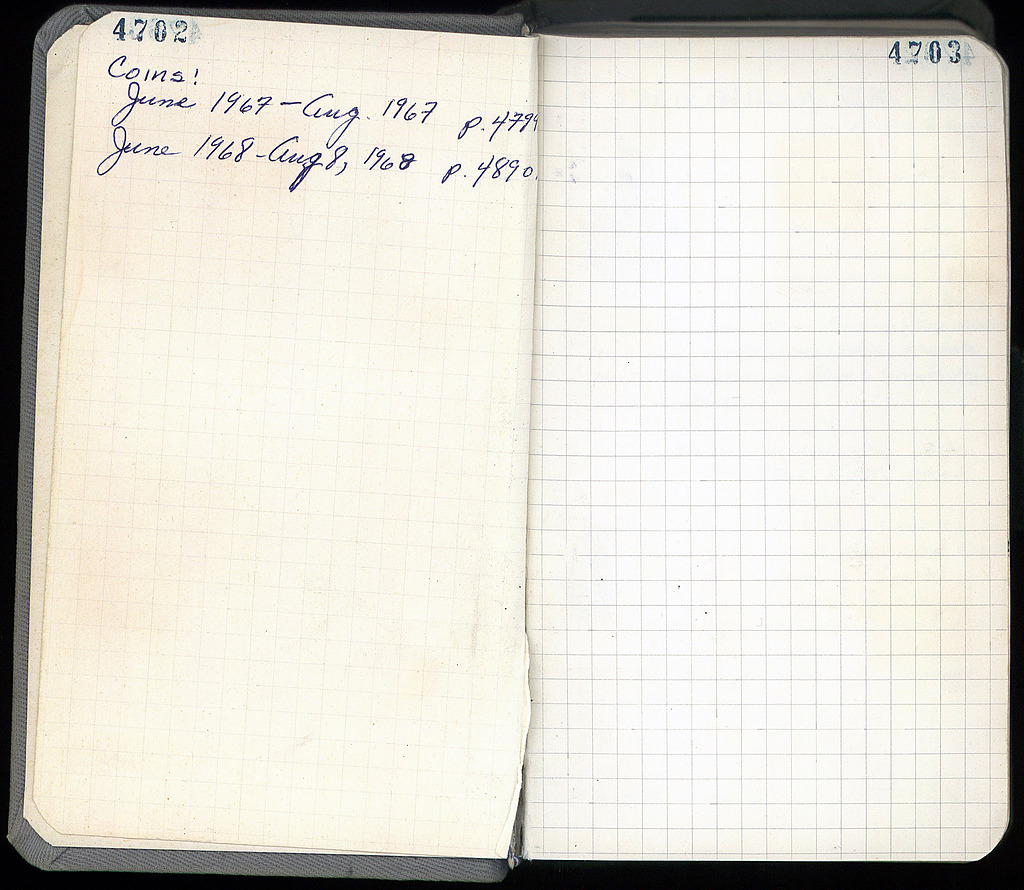 4702
Coins!
June 1967 - Aug. 1967 p. 4799
June 1968 - Aug 8, 1968 p. 4890.
4703